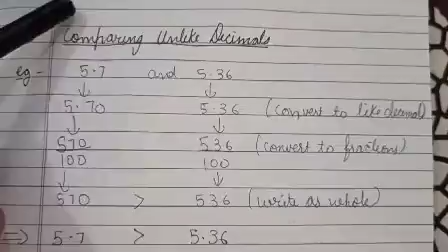 Comparing Unlike Decimals
eg - 5.7 and 5.36
↓ ↓
5.70 5.36 (convert to like decimal)
↓ ↓
570/100 536/100 (convert to fractions)
↓ ↓
570 > 536 (write as whole)
⇒ 5.7 > 5.36